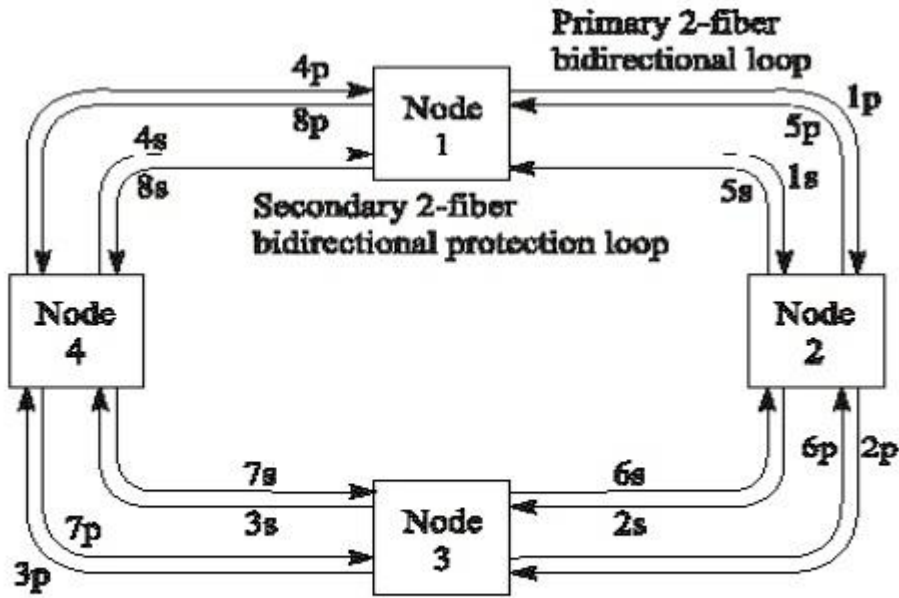 Primary 2-fiber
bidirectional loop
4p
1p
8p
Node
1
5p
4s
8s
5s
1s
Secondary 2-fiber
bidirectional protection loop
Node
4
Node
2
7s
6s
6p
2p
3s
2s
7p
Node
3
3p